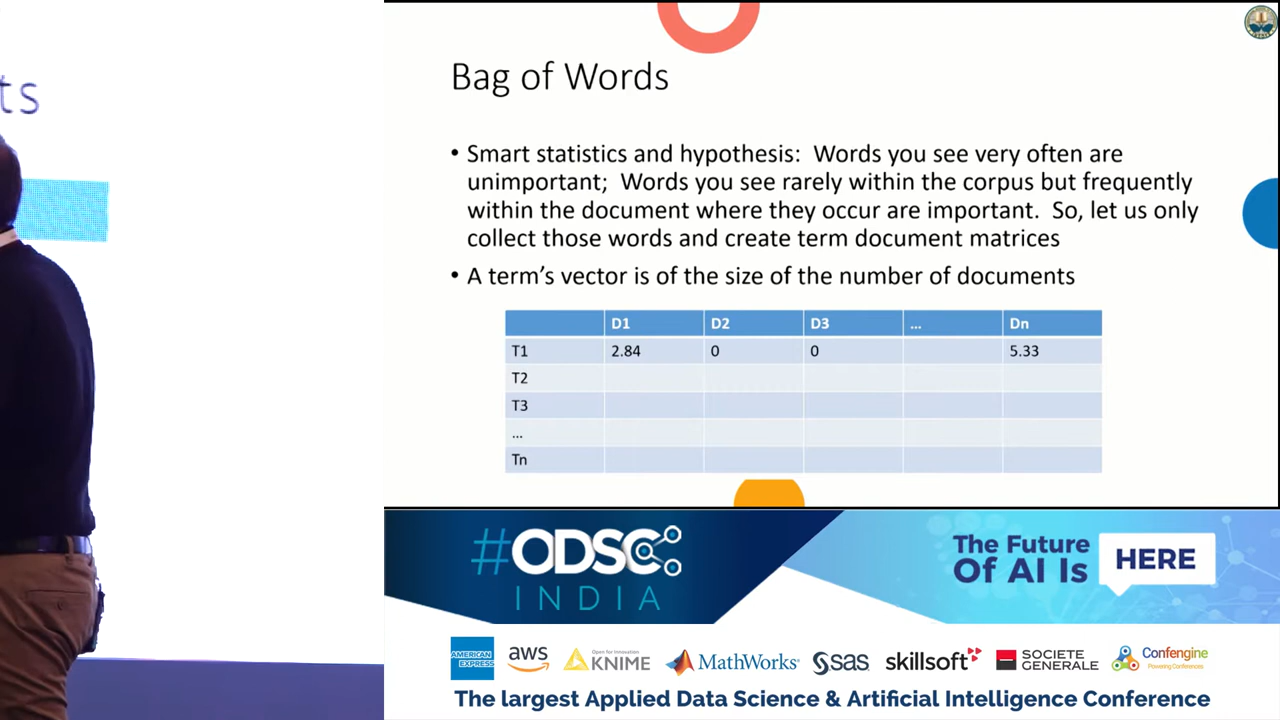 ts
Bag of Words
• Smart statistics and hypothesis: Words you see very often are
unimportant; Words you see rarely within the corpus but frequently
within the document where they occur are important. So, let us only
collect those words and create term document matrices
• A term's vector is of the size of the number of documents
D1 D2 D3 ... Dn
T1 2.84 0 0 5.33
T2
T3
...
Tn
#ODSC
INDIA
The Future
Of AI Is
HERE
AMERICAN
EXPRESS
aws
Open for Innovation
KNIME
MathWorks®
sas
skillsoft
SOCIETE
GENERALE
Confengine
Powering Conferences
The largest Applied Data Science & Artificial Intelligence Conference